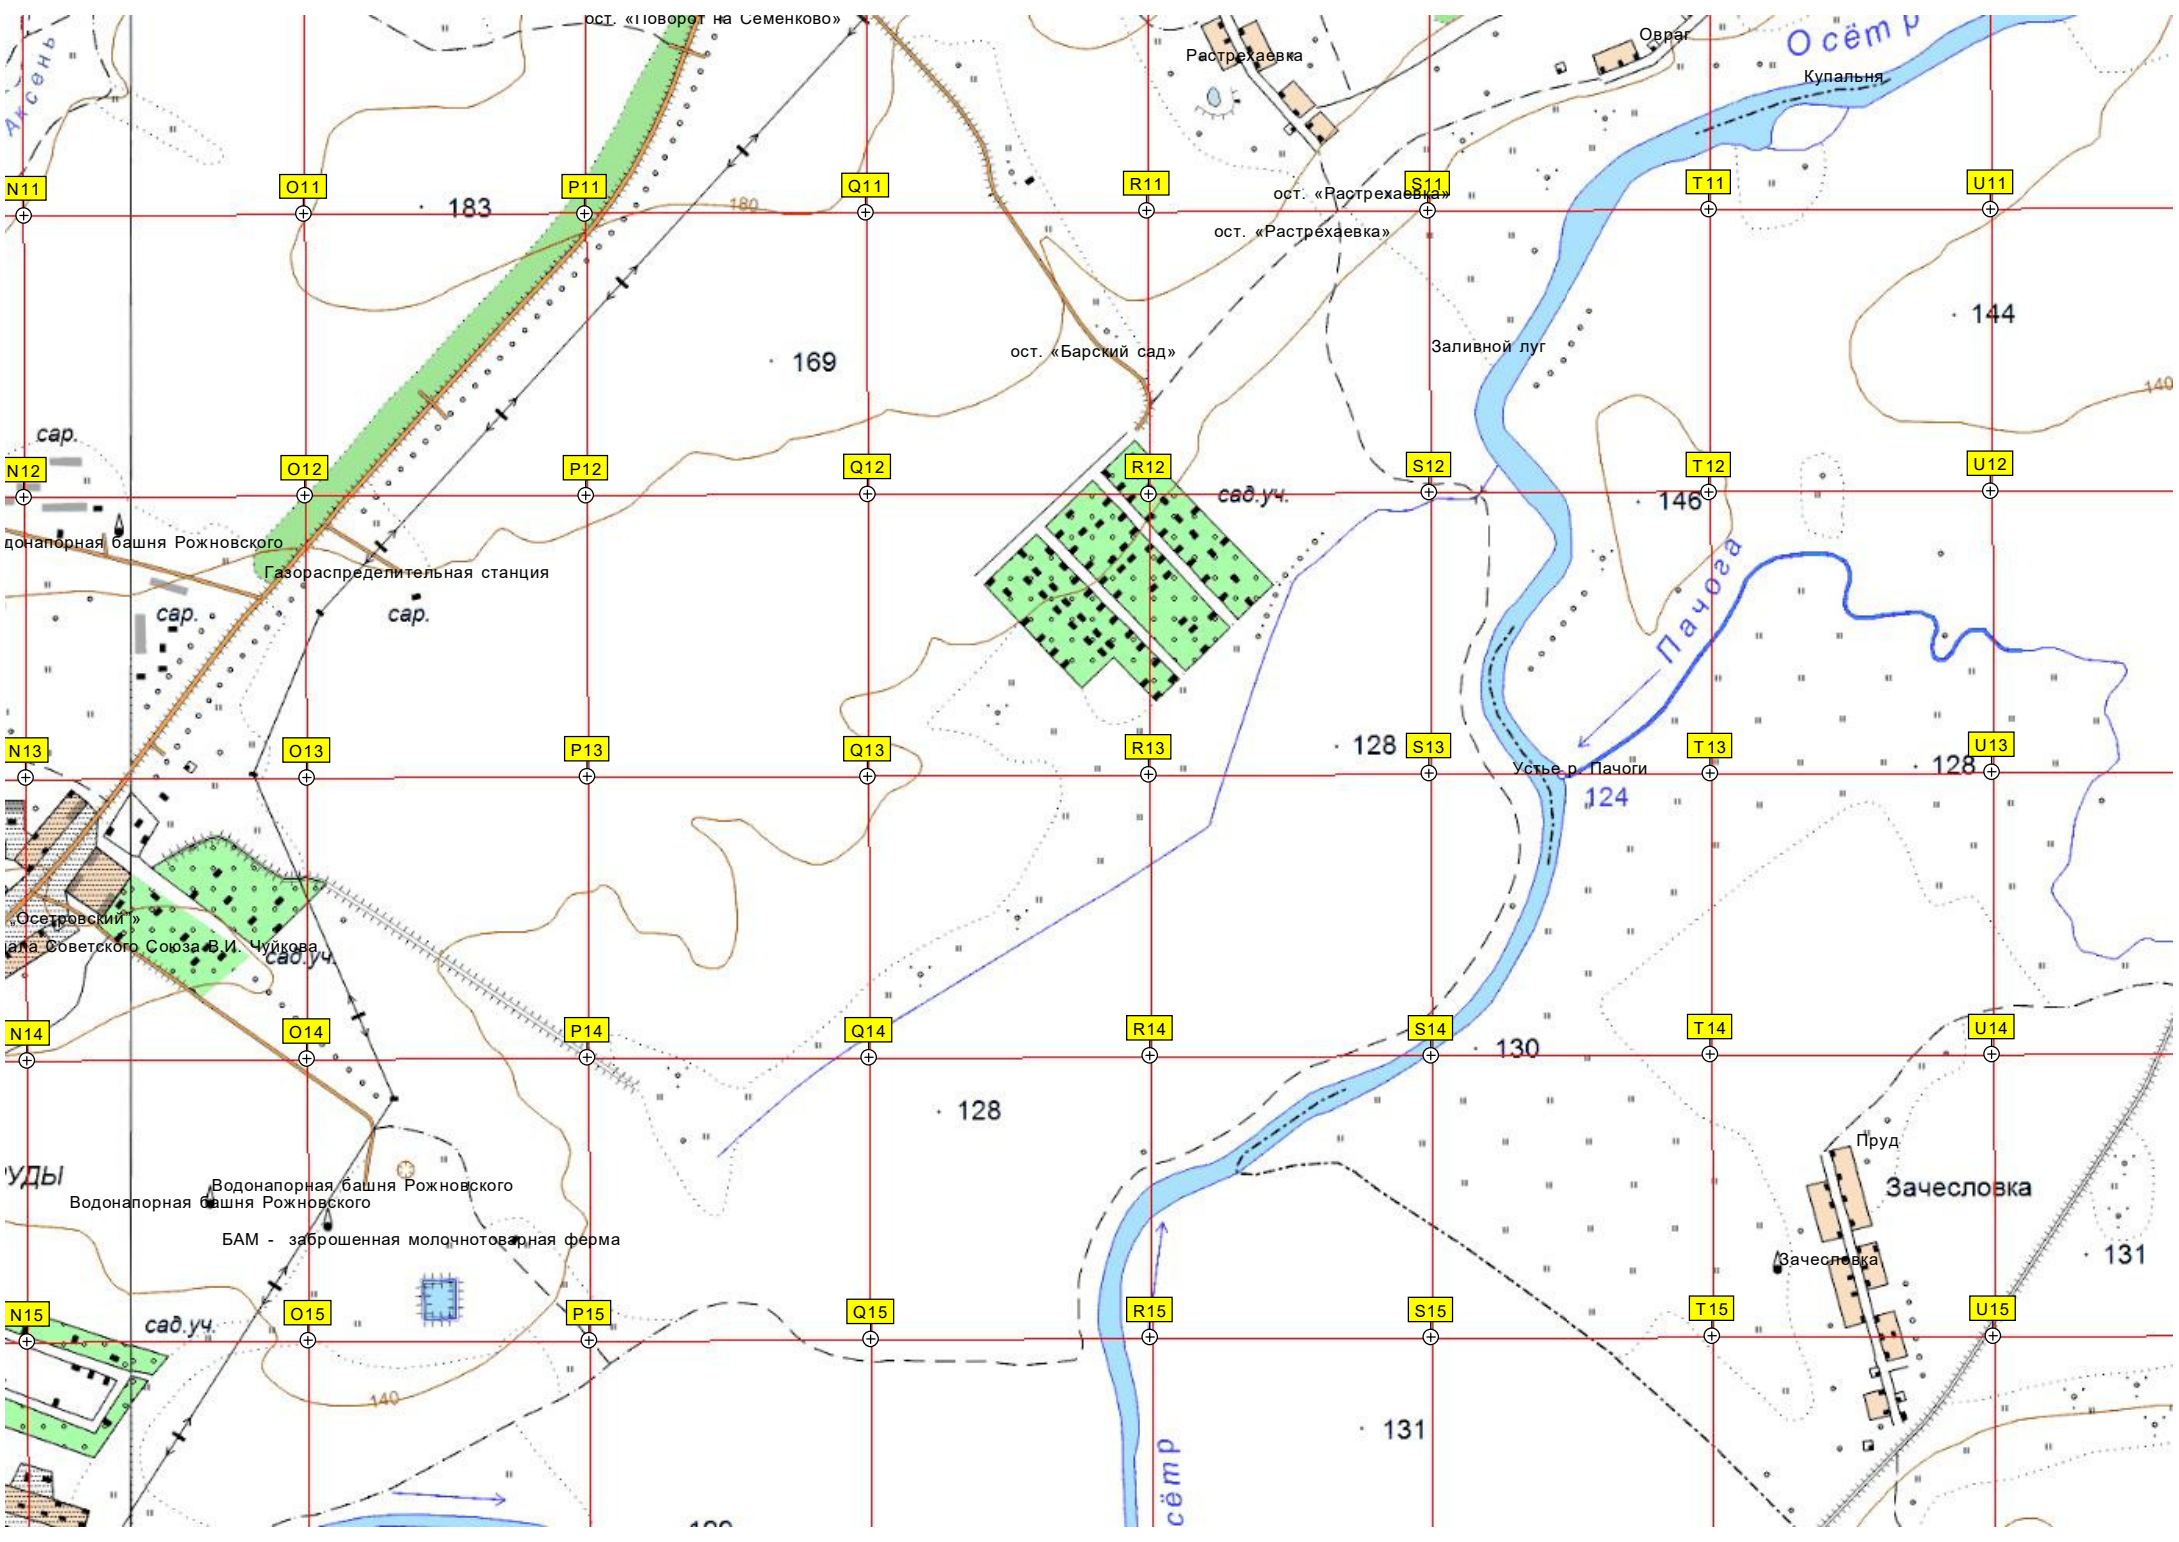 ост. «Поворот на Семенково»
Растрехаевка
Овраг
Осётр
Купальня
Аксень
N11
O11
P11
Q11
R11
S11
T11
U11
183
180
ост. «Растрехаевка»
ост. «Растрехаевка»
144
169
ост. «Барский сад»
Заливной луг
140
сар.
N12
O12
P12
Q12
R12
S12
T12
U12
сад.уч.
146
донапорная башня Рожновского
Газораспределительная станция
сар.
сар.
Пачога
N13
O13
P13
Q13
R13
S13
T13
U13
128
128
Устье р. Пачоги
124
"Осетровский"»
ала Советского Союза В.И. Чуйкова
сад.уч.
N14
O14
P14
Q14
R14
S14
T14
U14
130
128
Пруд
УДЫ
Водонапорная башня Рожновского
Водонапорная башня Рожновского
Зачесловка
БАМ - заброшенная молочнотоварная ферма
131
Зачесловка
N15
O15
P15
Q15
R15
S15
T15
U15
сад.уч.
140
131
сётр